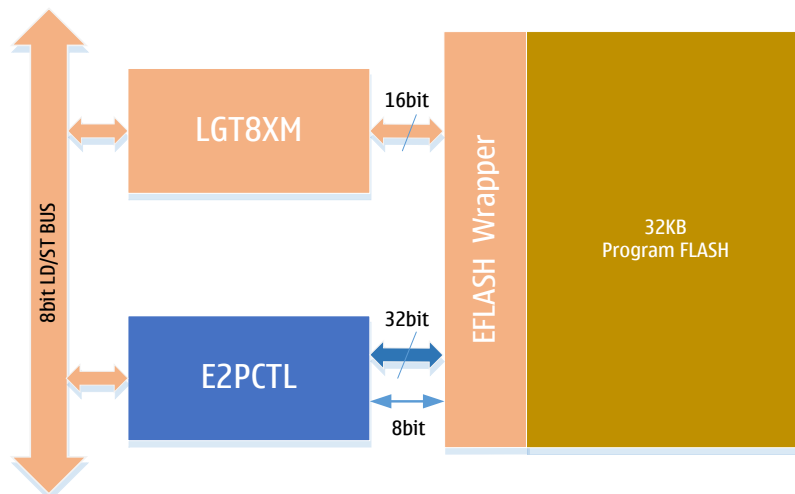 8bit LD/ST BUS
LGT8XM
16bit
EFLASH Wrapper
32KB
Program FLASH
E2PCTL
32bit
8bit